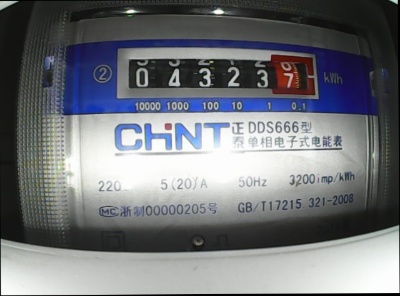 ② 0 4 3 2 3 7 kWh
10000 1000 100 10 1 0.1
CHNT 正泰 DDS666型
单相电子式电能表
220 5(20)A 50Hz 3200imp/kWh
MC 浙制00000205号 GB/T17215.321-2008